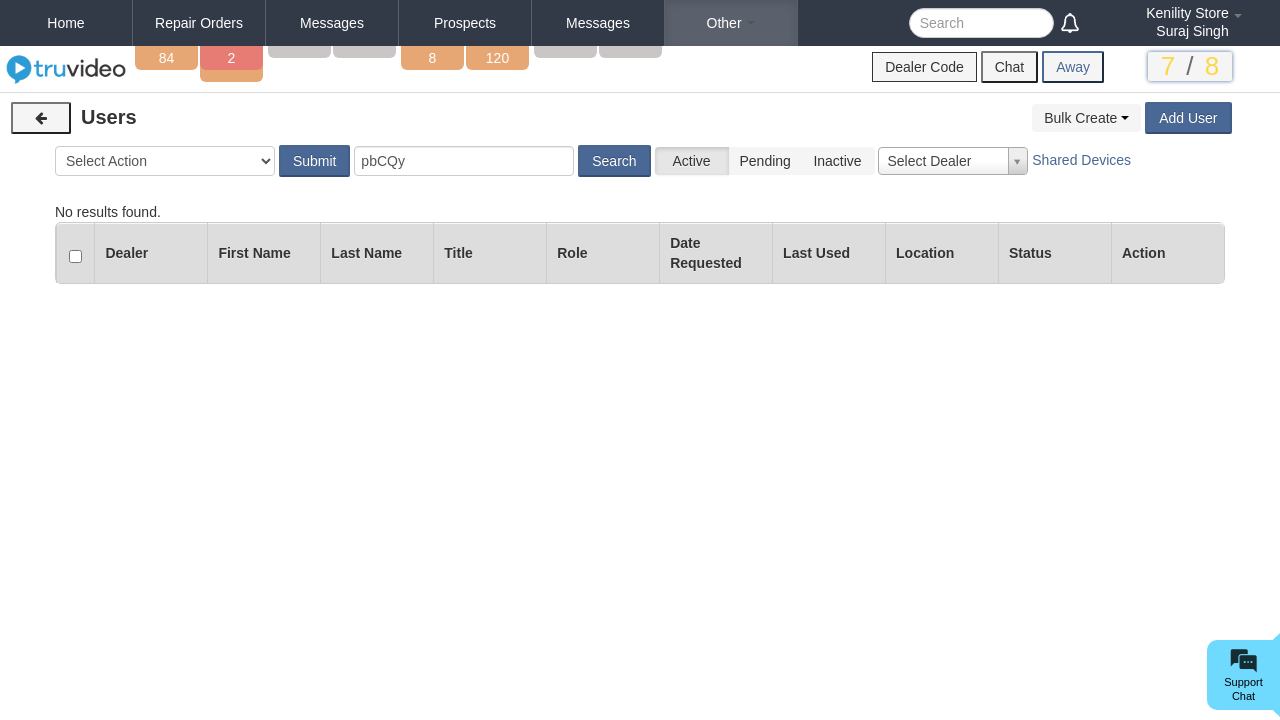 Home
Repair Orders
Messages
Prospects
Messages
Other
Search
Kenility Store
Suraj Singh
truvideo
84
2
8
120
Dealer Code
Chat
Away
7 / 8
Users
Bulk Create
Add User
Select Action
Submit
pbCQy
Search
Active
Pending
Inactive
Select Dealer
Shared Devices
No results found.
Dealer
First Name
Last Name
Title
Role
Date
Requested
Last Used
Location
Status
Action
Support
Chat